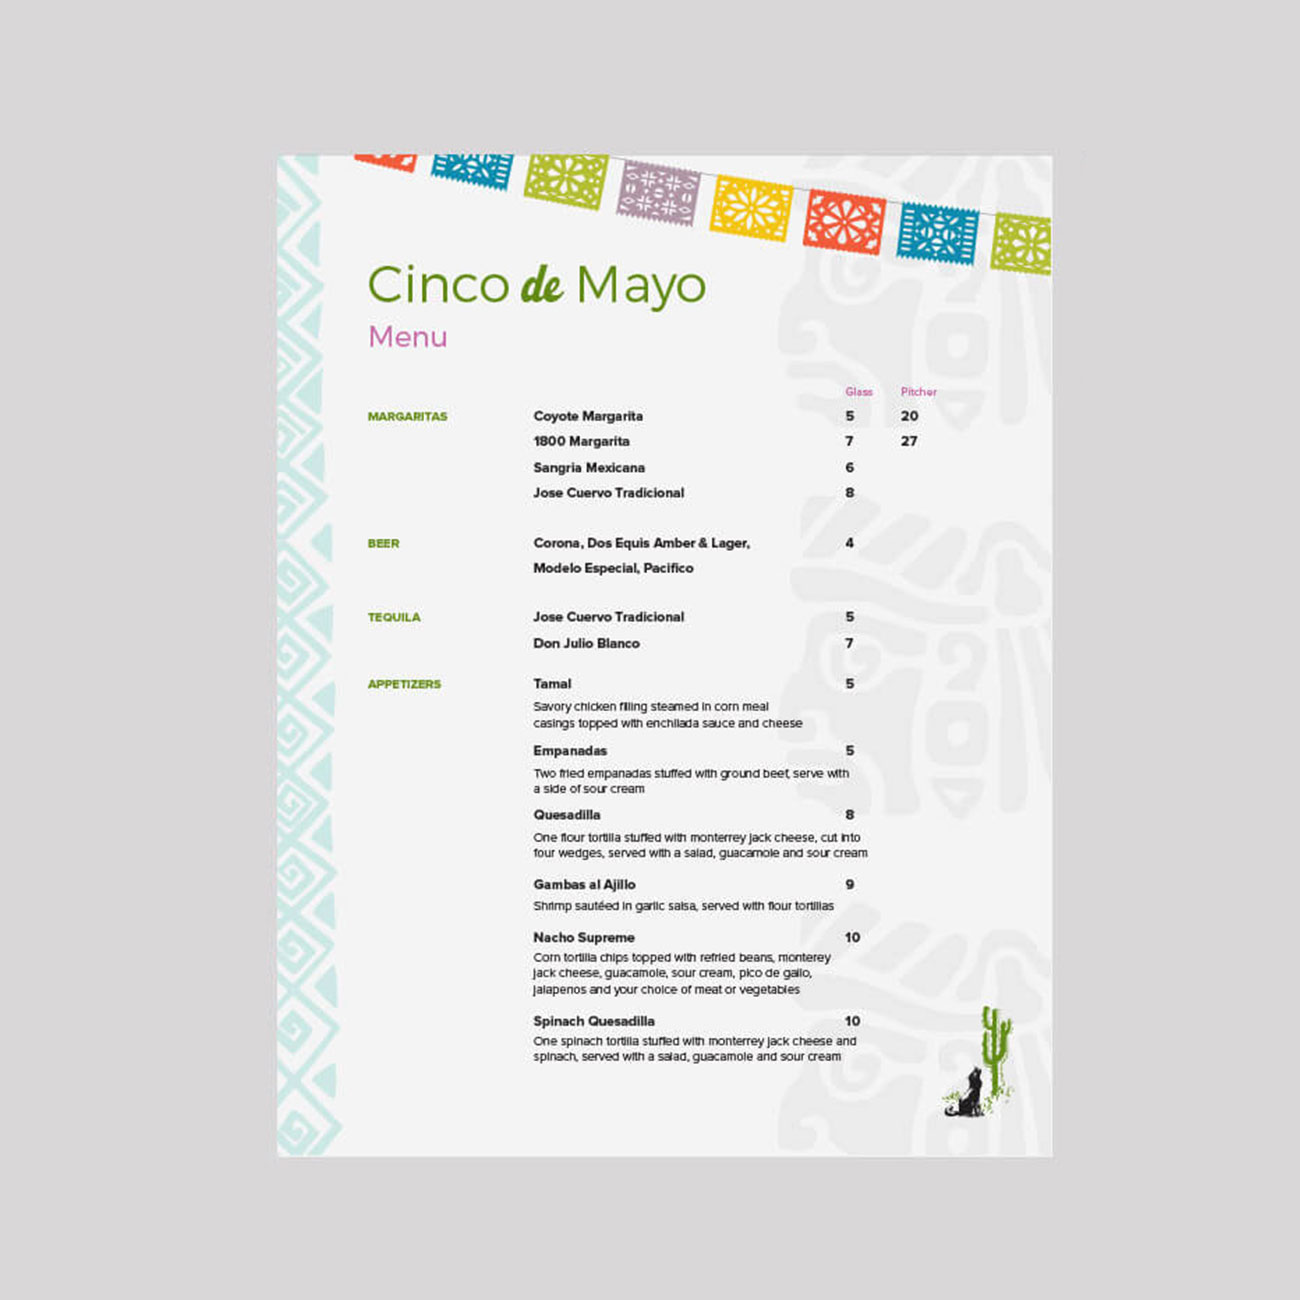 Cinco de Mayo
Menu
Glass Pitcher
MARGARITAS Coyote Margarita 5 20
1800 Margarita 7 27
Sangria Mexicana 6
Jose Cuervo Tradicional 8
BEER Corona, Dos Equis Amber & Lager, 4
Modelo Especial, Pacifico
TEQUILA Jose Cuervo Tradicional 5
Don Julio Blanco 7
APPETIZERS Tamal 5
Savory chicken filling steamed in corn meal
casings topped with enchilada sauce and cheese
Empanadas 5
Two fried empanadas stuffed with ground beef, serve with
a side of sour cream
Quesadilla 8
One flour tortilla stuffed with monterrey jack cheese, cut into
four wedges, served with a salad, guacamole and sour cream
Gambas al Ajillo 9
Shrimp sautéed in garlic salsa, served with flour tortillas
Nacho Supreme 10
Corn tortilla chips topped with refried beans, monterey
jack cheese, guacamole, sour cream, pico de gallo,
jalapenos and your choice of meat or vegetables
Spinach Quesadilla 10
One spinach tortilla stuffed with monterrey jack cheese and
spinach, served with a salad, guacamole and sour cream